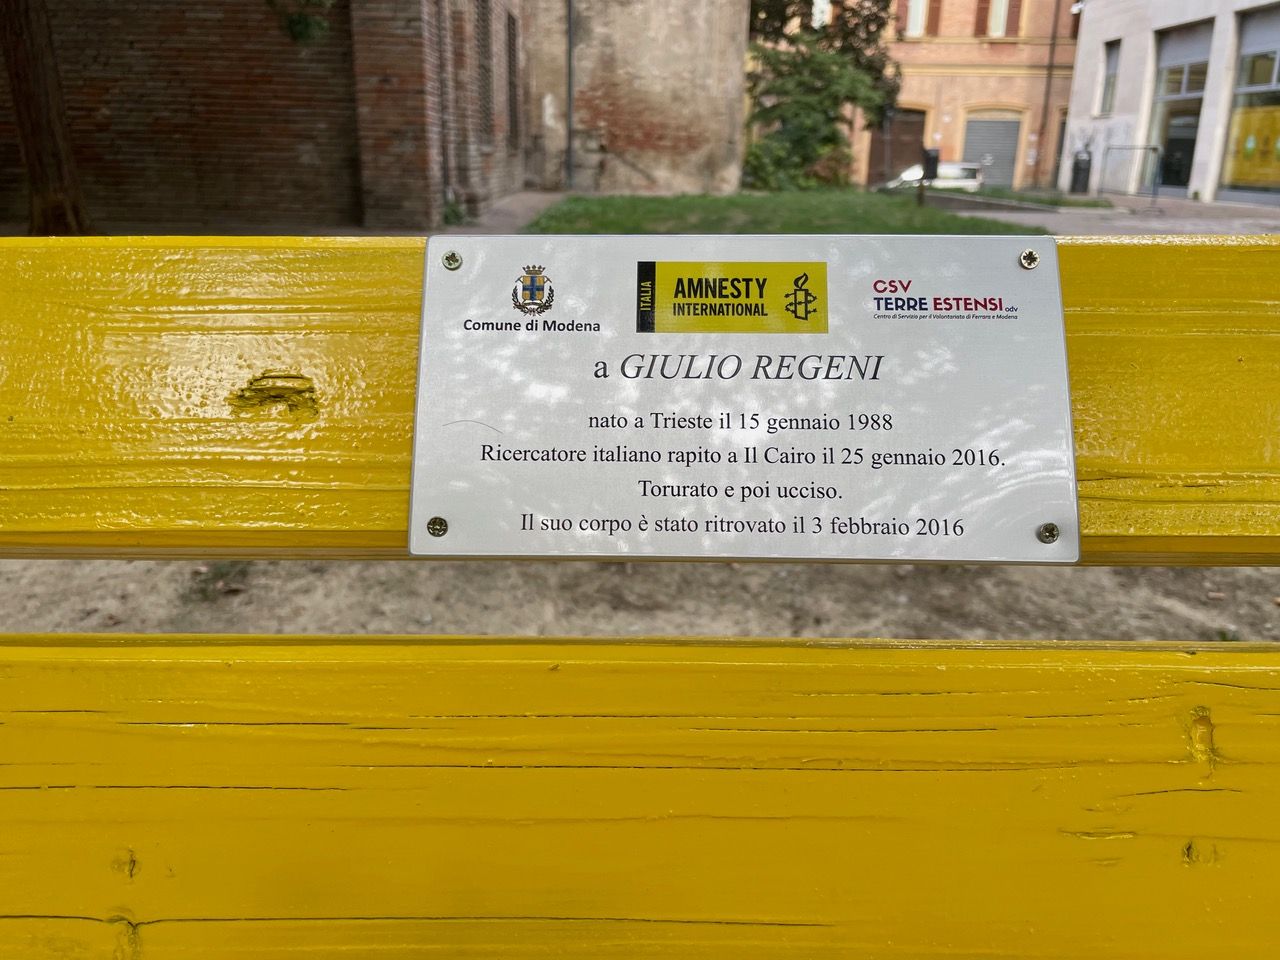 Comune di Modena
ITALIA
AMNESTY
INTERNATIONAL
CSV
TERRE ESTENSI odv
Centro di Servizio per il Volontariato di Ferrara e Modena
a GIULIO REGENI
nato a Trieste il 15 gennaio 1988
Ricercatore italiano rapito a Il Cairo il 25 gennaio 2016.
Torurato e poi ucciso.
Il suo corpo è stato ritrovato il 3 febbraio 2016